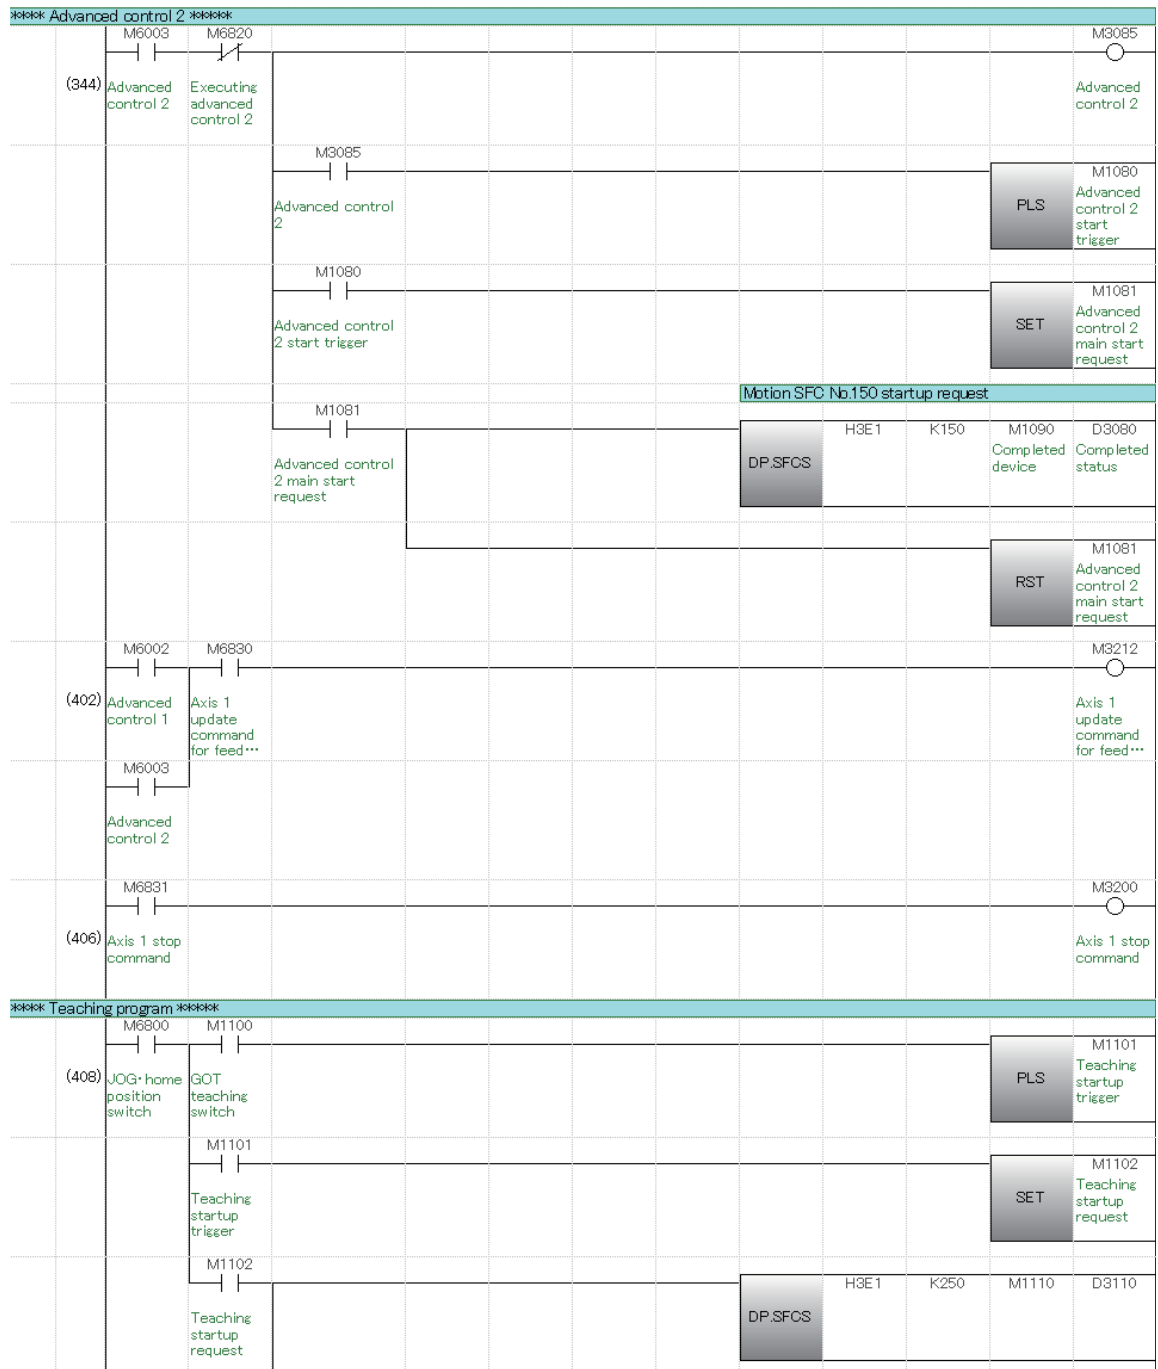 ***** Advanced control 2 *****
M6003 M6820 M3085
(344) Advanced Executing Advanced
control 2 advanced control 2
control 2
M3085
M1080
Advanced control PLS Advanced
2 control 2
start
trigger
M1080
M1081
Advanced control SET Advanced
2 start trigger control 2
main start
request
Motion SFC No.150 startup request
M1081
H3E1 K150 M1090 D3080
Advanced control DP.SFCS Completed Completed
2 main start device status
request
M1081
RST Advanced
control 2
main start
request
M6002 M6830 M3212
(402) Advanced Axis 1 Axis 1
control 1 update update
command command
for feed… for feed…
M6003
Advanced
control 2
M6831 M3200
(406) Axis 1 stop Axis 1 stop
command command
***** Teaching program *****
M6800 M1100
M1101
(408) JOG・home GOT PLS Teaching
position teaching startup
switch switch trigger
M1101
M1102
Teaching SET Teaching
startup startup
trigger request
M1102
H3E1 K250 M1110 D3110
Teaching DP.SFCS
startup
request